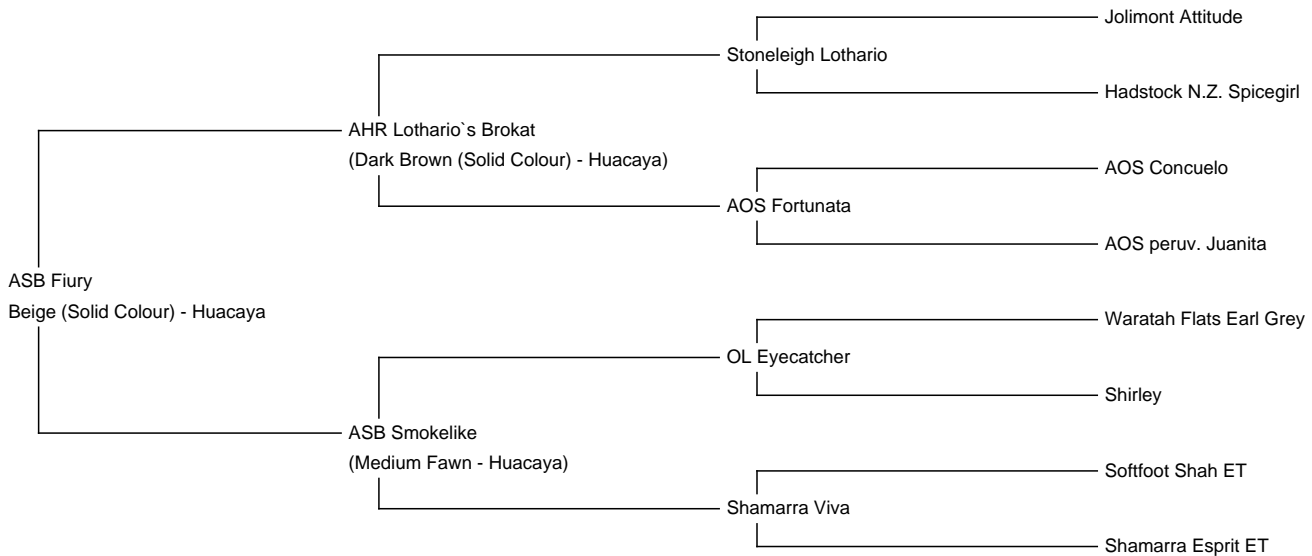 Jolimont Attitude
Stoneleigh Lothario
Hadstock N.Z. Spicegirl
AHR Lothario`s Brokat
(Dark Brown (Solid Colour) - Huacaya)
AOS Concuelo
AOS Fortunata
AOS peruv. Juanita
ASB Fiury
Beige (Solid Colour) - Huacaya
Waratah Flats Earl Grey
OL Eyecatcher
Shirley
ASB Smokelike
(Medium Fawn - Huacaya)
Softfoot Shah ET
Shamarra Viva
Shamarra Esprit ET